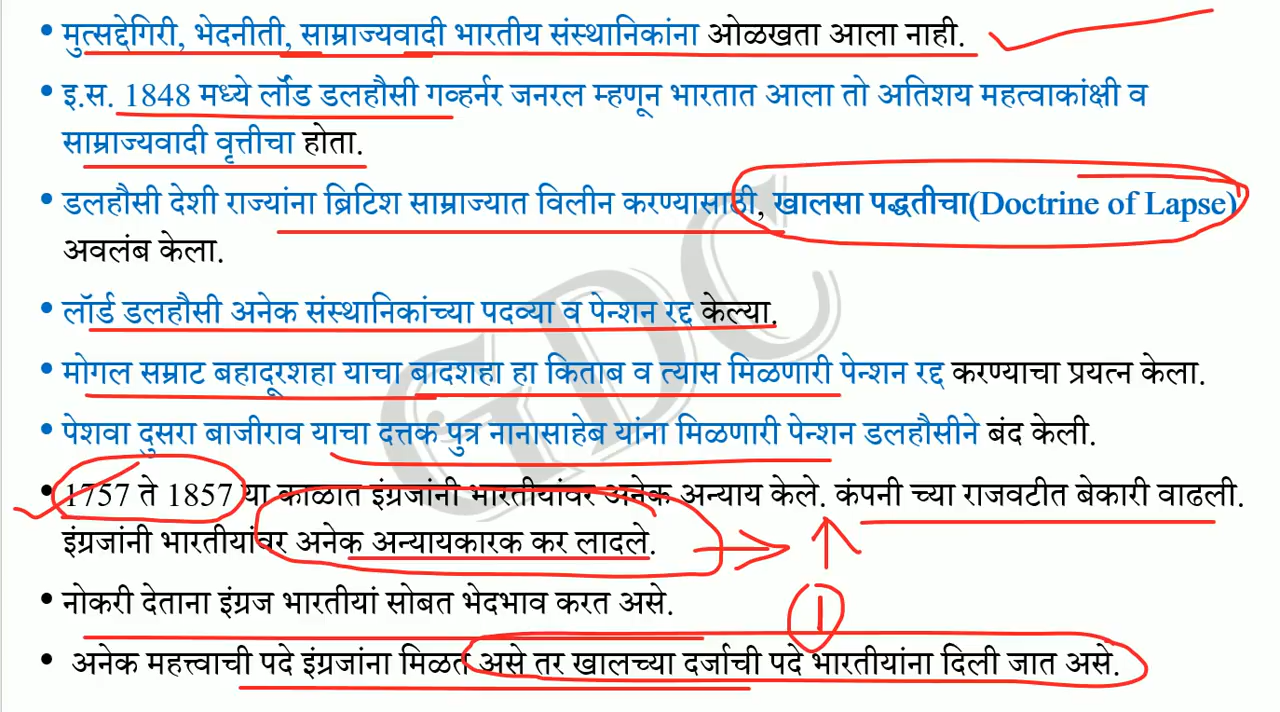 • मुत्सद्देगिरी, भेदनीती, साम्राज्यवादी भारतीय संस्थानिकांना ओळखता आला नाही.
• इ.स. 1848 मध्ये लॉर्ड डलहौसी गव्हर्नर जनरल म्हणून भारतात आला तो अतिशय महत्वाकांक्षी व
साम्राज्यवादी वृत्तीचा होता.
• डलहौसी देशी राज्यांना ब्रिटिश साम्राज्यात विलीन करण्यासाठी, खालसा पद्धतीचा(Doctrine of Lapse)
अवलंब केला.
• लॉर्ड डलहौसी अनेक संस्थानिकांच्या पदव्या व पेन्शन रद्द केल्या.
• मोगल सम्राट बहादूरशहा याचा बादशहा हा किताब व त्यास मिळणारी पेन्शन रद्द करण्याचा प्रयत्न केला.
• पेशवा दुसरा बाजीराव याचा दत्तक पुत्र नानासाहेब यांना मिळणारी पेन्शन डलहौसीने बंद केली.
• 1757 ते 1857 या काळात इंग्रजांनी भारतीयांवर अनेक अन्याय केले. कंपनी च्या राजवटीत बेकारी वाढली.
इंग्रजांनी भारतीयांवर अनेक अन्यायकारक कर लादले.
• नोकरी देताना इंग्रज भारतीयां सोबत भेदभाव करत असे.
1
• अनेक महत्त्वाची पदे इंग्रजांना मिळत असे तर खालच्या दर्जाची पदे भारतीयांना दिली जात असे.
GDC